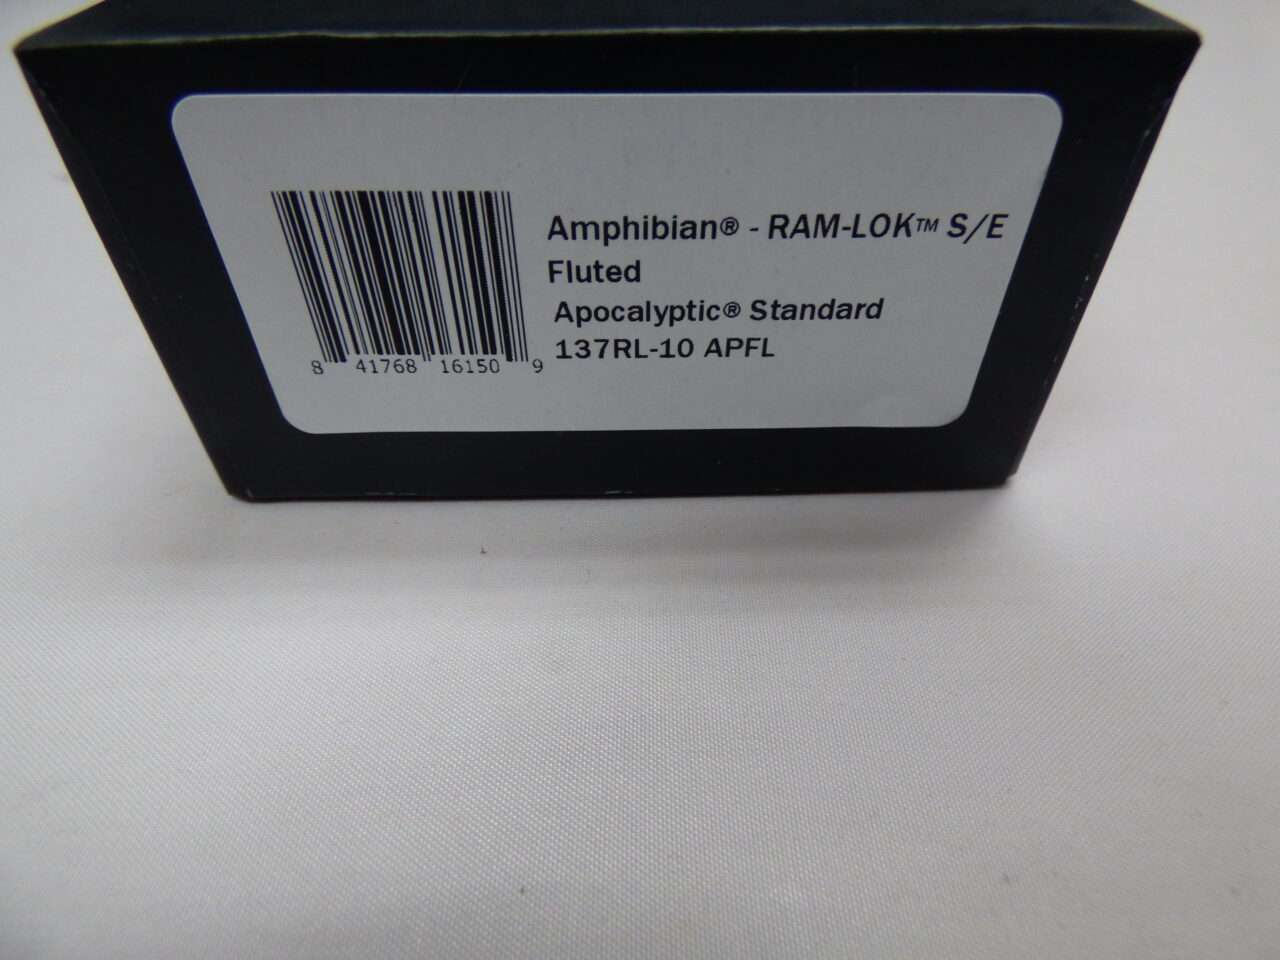 Amphibian® - RAM-LOK™ S/E
Fluted
Apocalyptic® Standard
137RL-10 APFL
8 41768 16150 9